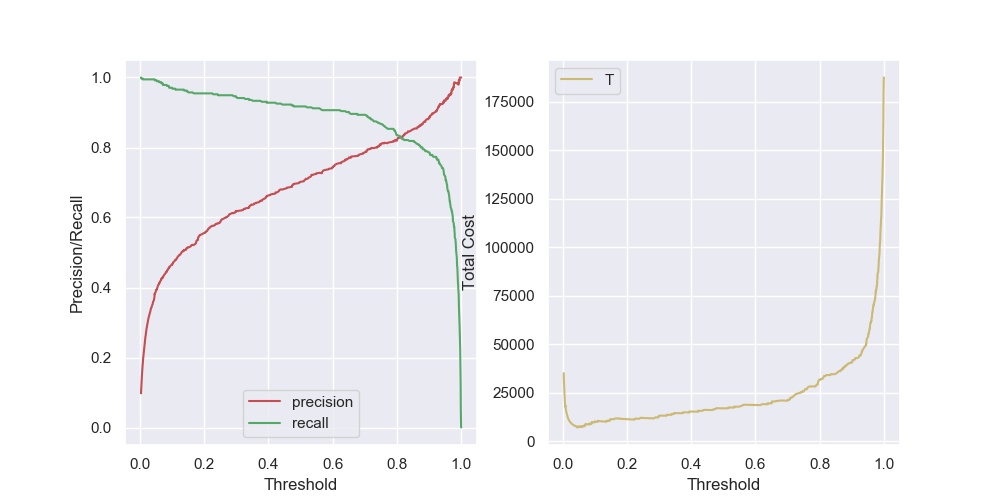 1.0
0.8
0.6
0.4
0.2
0.0
Precision/Recall
precision
recall
0.0 0.2 0.4 0.6 0.8 1.0
Threshold
T
175000
150000
125000
100000
75000
50000
25000
0
Total Cost
0.0 0.2 0.4 0.6 0.8 1.0
Threshold